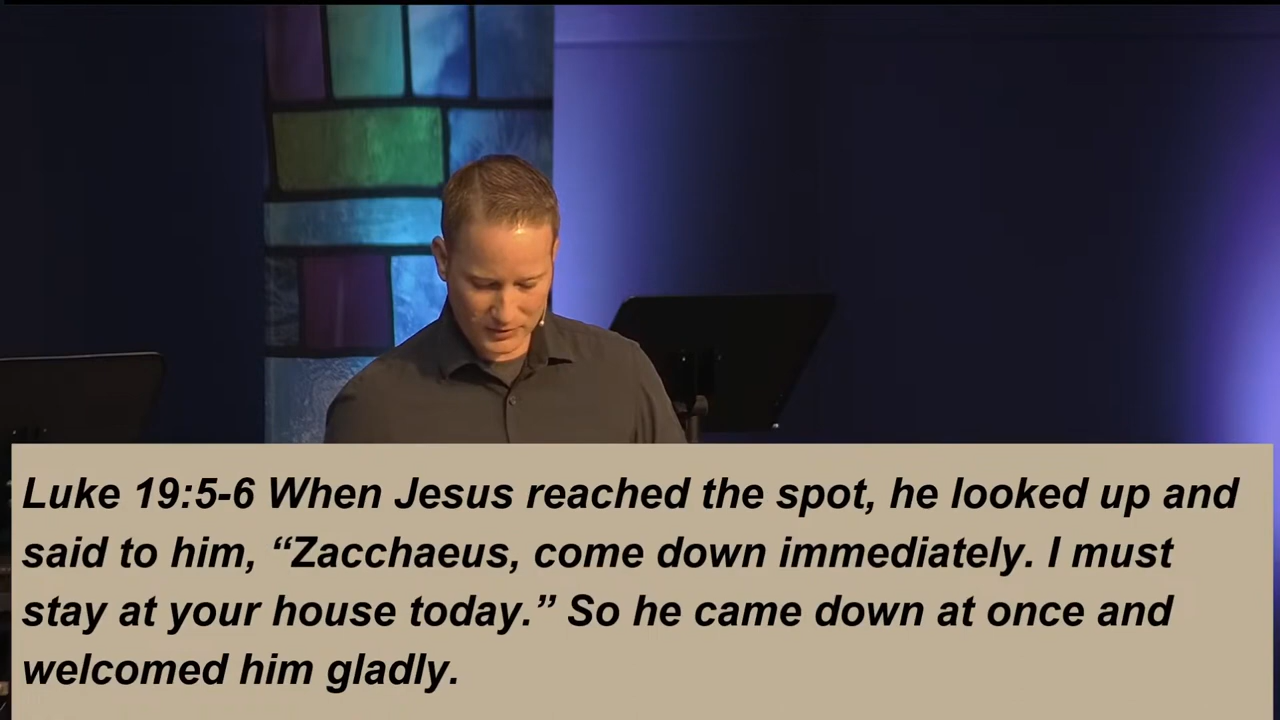 Luke 19:5-6 When Jesus reached the spot, he looked up and
said to him, “Zacchaeus, come down immediately. I must
stay at your house today.” So he came down at once and
welcomed him gladly.